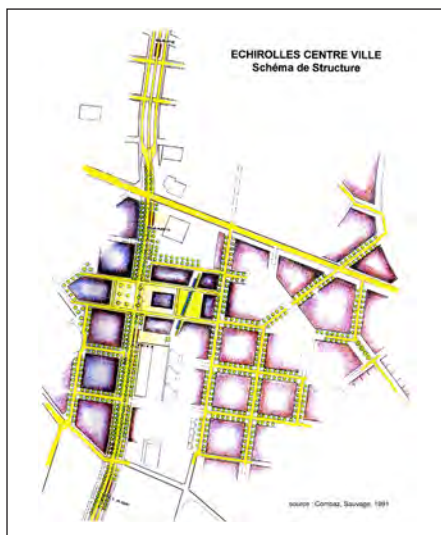 ECHIROLLES CENTRE VILLE
Schéma de Structure
source : Combaz, Sauvage, 1991